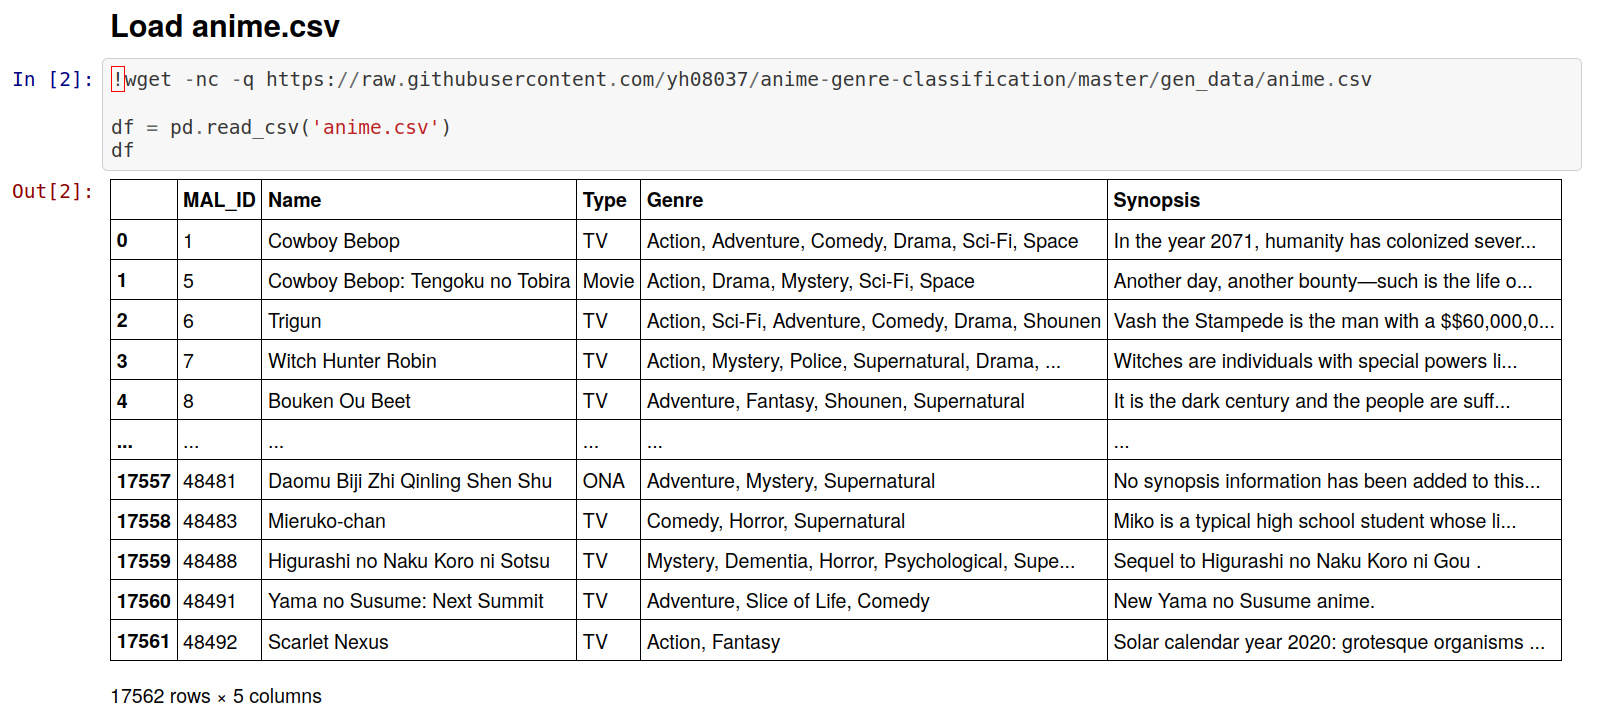 Load anime.csv
In [2]: !wget -nc -q https://raw.githubusercontent.com/yh08037/anime-genre-classification/master/gen_data/anime.csv
df = pd.read_csv('anime.csv')
df
Out[2]:
MAL_ID Name Type Genre Synopsis
0 1 Cowboy Bebop TV Action, Adventure, Comedy, Drama, Sci-Fi, Space In the year 2071, humanity has colonized sever...
1 5 Cowboy Bebop: Tengoku no Tobira Movie Action, Drama, Mystery, Sci-Fi, Space Another day, another bounty—such is the life o...
2 6 Trigun TV Action, Sci-Fi, Adventure, Comedy, Drama, Shounen Vash the Stampede is the man with a $$60,000,0...
3 7 Witch Hunter Robin TV Action, Mystery, Police, Supernatural, Drama, ... Witches are individuals with special powers li...
4 8 Bouken Ou Beet TV Adventure, Fantasy, Shounen, Supernatural It is the dark century and the people are suff...
... ... ... ... ... ...
17557 48481 Daomu Biji Zhi Qinling Shen Shu ONA Adventure, Mystery, Supernatural No synopsis information has been added to this...
17558 48483 Mieruko-chan TV Comedy, Horror, Supernatural Miko is a typical high school student whose li...
17559 48488 Higurashi no Naku Koro ni Sotsu TV Mystery, Dementia, Horror, Psychological, Supe... Sequel to Higurashi no Naku Koro ni Gou .
17560 48491 Yama no Susume: Next Summit TV Adventure, Slice of Life, Comedy New Yama no Susume anime.
17561 48492 Scarlet Nexus TV Action, Fantasy Solar calendar year 2020: grotesque organisms ...
17562 rows × 5 columns